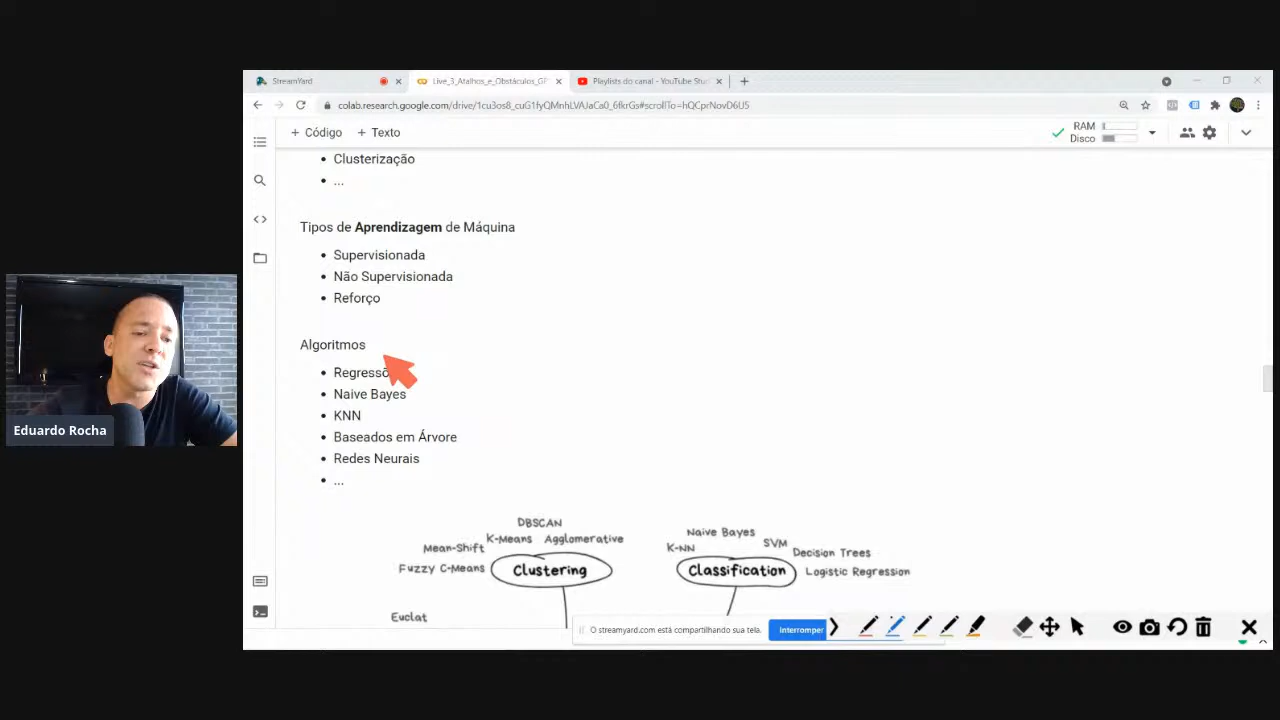 StreamYard
Live_3_Atalhos_e_Obstáculos_Gi
Playlists do canal - YouTube Stu
colab.research.google.com/drive/1cu3os8_cuG1fyQMnhLVAJaCa0_6fkrGs#scrollTo=hQCprNovD6U5
+ Código + Texto
RAM
Disco
• Clusterização
• ...
Tipos de Aprendizagem de Máquina
• Supervisionada
• Não Supervisionada
• Reforço
Algoritmos
• Regressõ
• Naive Bayes
• KNN
• Baseados em Árvore
• Redes Neurais
• ...
DBSCAN
K-Means Agglomerative
Mean-Shift
Fuzzy C-Means
Clustering
Euclat
Naive Bayes
K-NN
SVM
Decision Trees
Classification
Logistic Regression
O streamyard.com está compartilhando sua tela.
Interromper
Eduardo Rocha